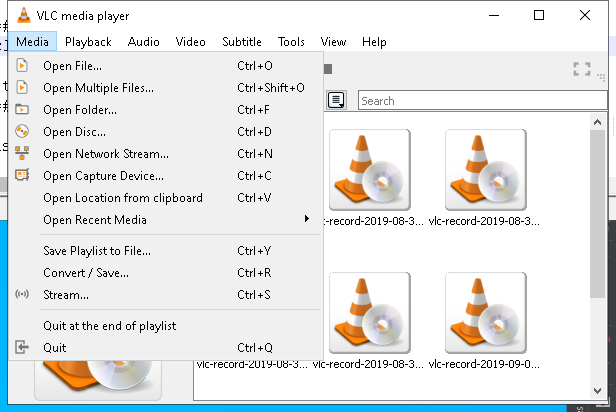 VLC media player
Media Playback Audio Video Subtitle Tools View Help
Open File... Ctrl+O
Open Multiple Files... Ctrl+Shift+O
Open Folder... Ctrl+F
Open Disc... Ctrl+D
Open Network Stream... Ctrl+N
Open Capture Device... Ctrl+C
Open Location from clipboard Ctrl+V
Open Recent Media
Save Playlist to File... Ctrl+Y
Convert / Save... Ctrl+R
Stream... Ctrl+S
Quit at the end of playlist
Quit Ctrl+Q
Search
t-record-2019-08-3... vlc-record-2019-08-3...
vlc-record-2019-08-3... vlc-record-2019-08-3... vlc-record-2019-09-0...